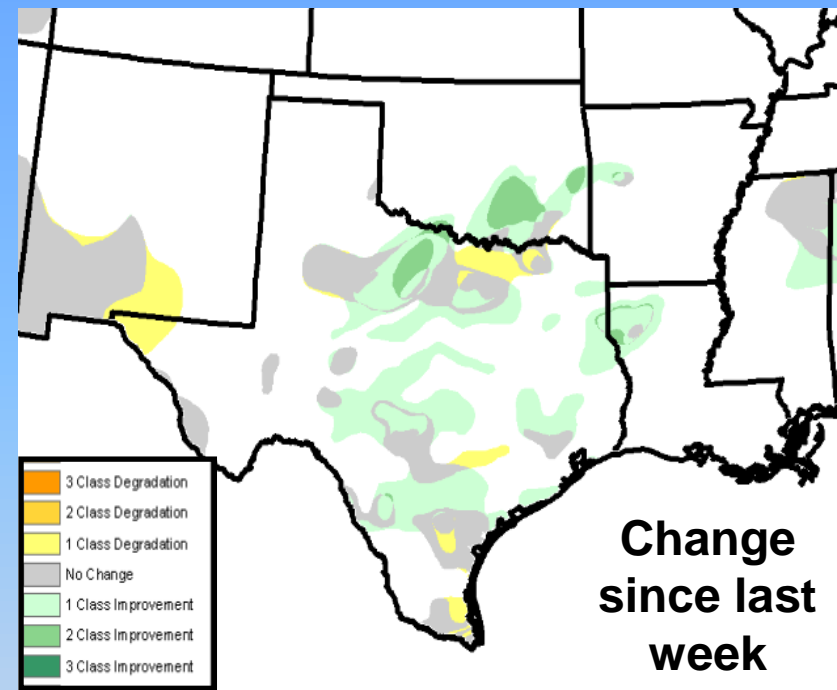 3 Class Degradation
2 Class Degradation
1 Class Degradation
No Change
1 Class Improvement
2 Class Improvement
3 Class Improvement
Change
since last
week